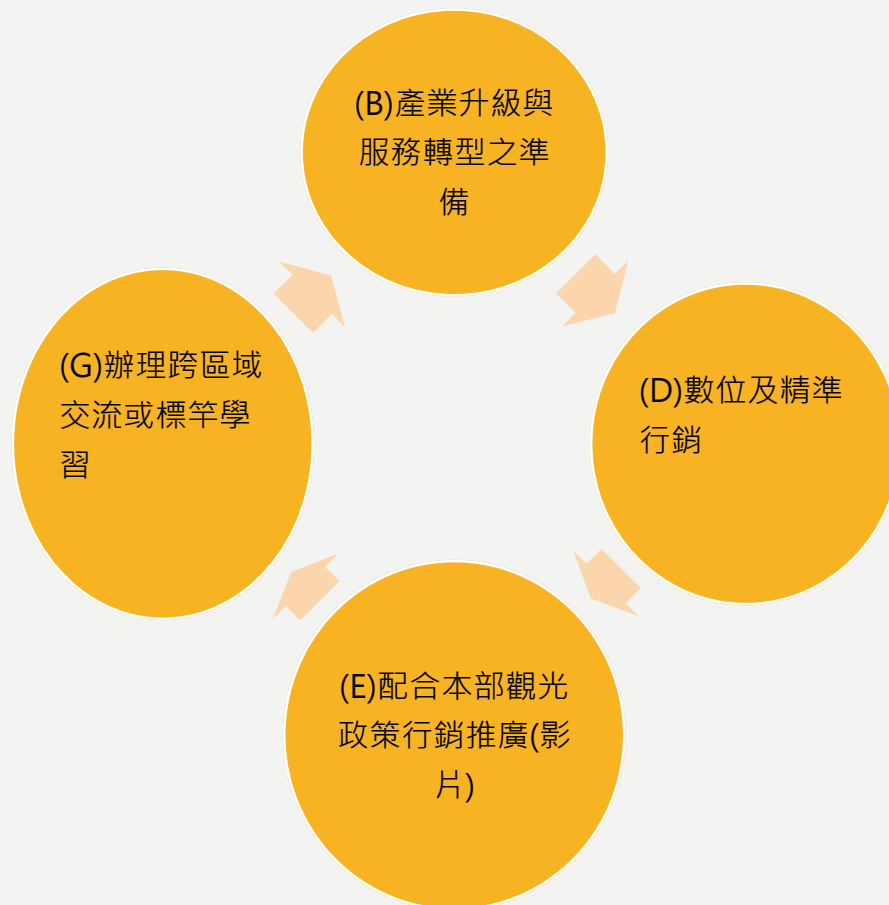 (B)產業升級與
服務轉型之準
備
(G)辦理跨區域
交流或標竿學
習
(D)數位及精準
行銷
(E)配合本部觀光
政策行銷推廣(影
片)